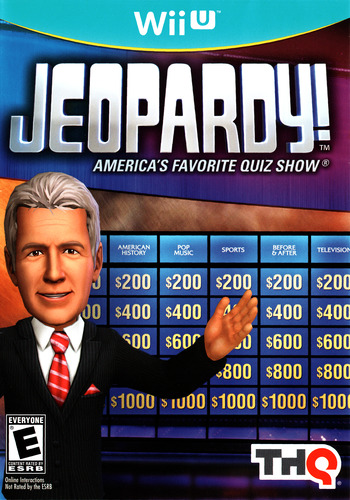 Wii U™
JEOPARDY!™
AMERICA'S FAVORITE QUIZ SHOW®
AMERICAN HISTORY
POP MUSIC
SPORTS
BEFORE & AFTER
TELEVISION
$200 $200 $200 $200 $200
$400 $400 $400 $400 $400
$600 $600 $600 $600
$800 $800 $800
$1000 $1000 $1000 $1000 $1000
EVERYONE
E
CONTENT RATED BY
ESRB
Online Interactions
Not Rated by the ESRB
THQ